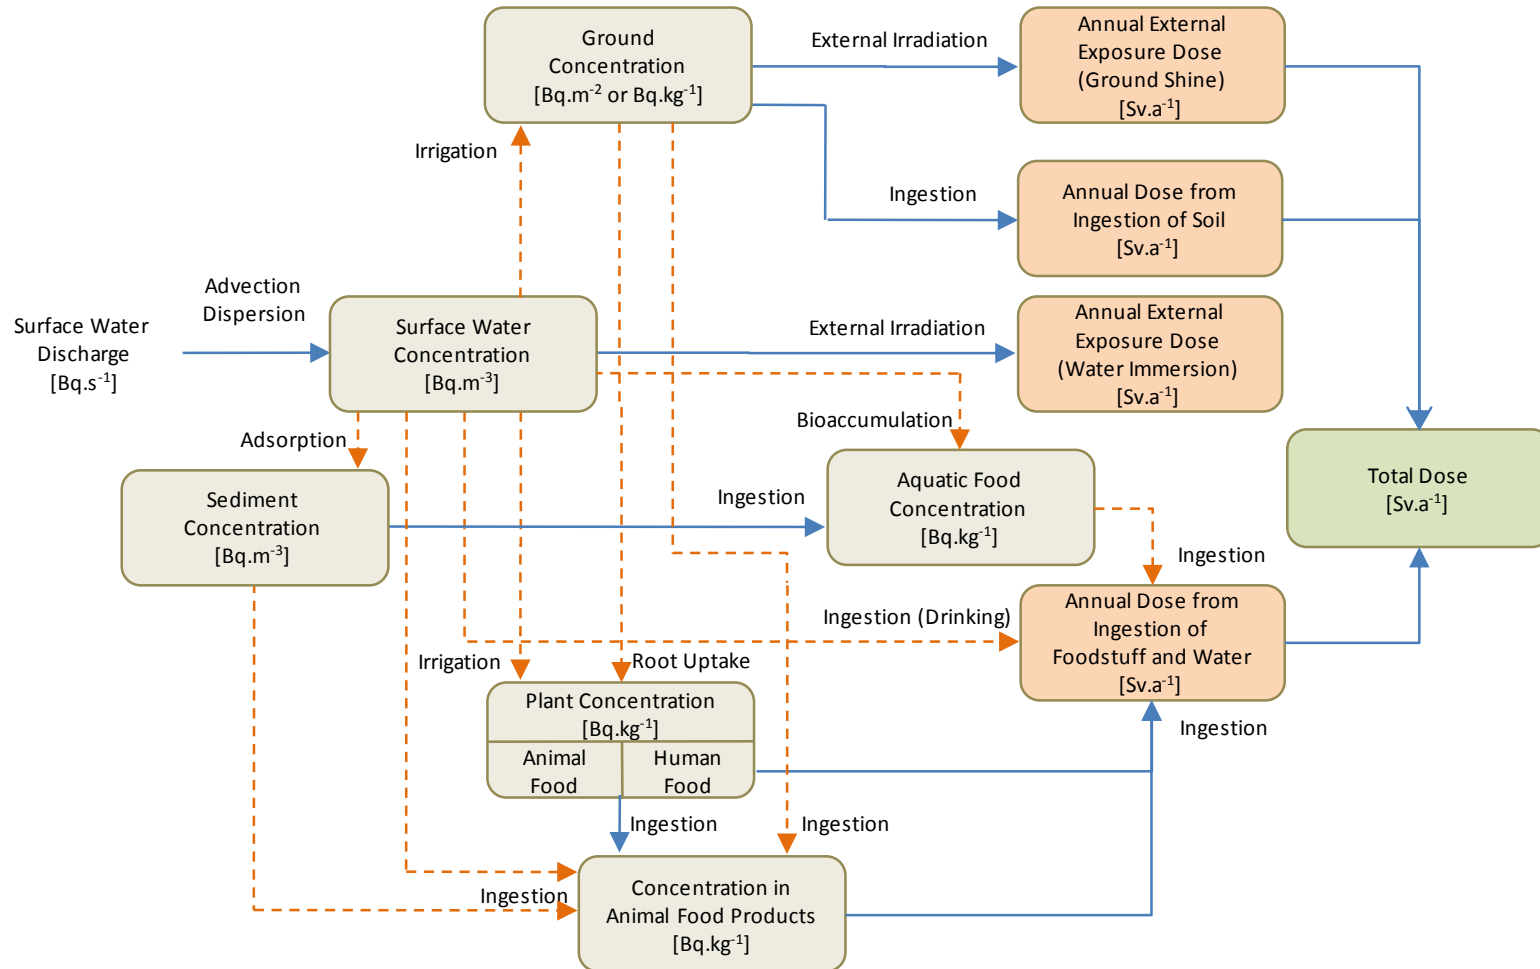 Ground
Concentration
[Bq.m⁻² or Bq.kg⁻¹]
External Irradiation
Annual External
Exposure Dose
(Ground Shine)
[Sv.a⁻¹]
Irrigation
Ingestion
Annual Dose from
Ingestion of Soil
[Sv.a⁻¹]
Surface Water
Discharge
[Bq.s⁻¹]
Advection
Dispersion
Surface Water
Concentration
[Bq.m⁻³]
External Irradiation
Annual External
Exposure Dose
(Water Immersion)
[Sv.a⁻¹]
Adsorption
Bioaccumulation
Sediment
Concentration
[Bq.m⁻³]
Ingestion
Aquatic Food
Concentration
[Bq.kg⁻¹]
Total Dose
[Sv.a⁻¹]
Ingestion
Ingestion (Drinking)
Annual Dose from
Ingestion of
Foodstuff and Water
[Sv.a⁻¹]
Irrigation
Root Uptake
Plant Concentration
[Bq.kg⁻¹]
Animal
Food
Human
Food
Ingestion
Ingestion
Ingestion
Ingestion
Concentration in
Animal Food Products
[Bq.kg⁻¹]